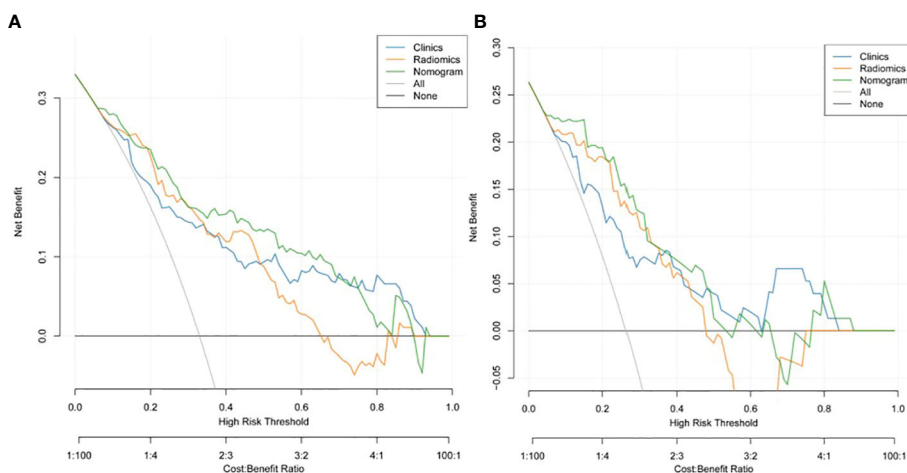 A
Clinics
Radiomics
Nomogram
All
None
0.3
0.2
0.1
0.0
Net Benefit
0.0 0.2 0.4 0.6 0.8 1.0
High Risk Threshold
1:100 1:4 2:3 3:2 4:1 100:1
Cost:Benefit Ratio
B
Clinics
Radiomics
Nomogram
All
None
0.30
0.25
0.20
0.15
0.10
0.05
0.00
−0.05
Net Benefit
0.0 0.2 0.4 0.6 0.8 1.0
High Risk Threshold
1:100 1:4 2:3 3:2 4:1 100:1
Cost:Benefit Ratio